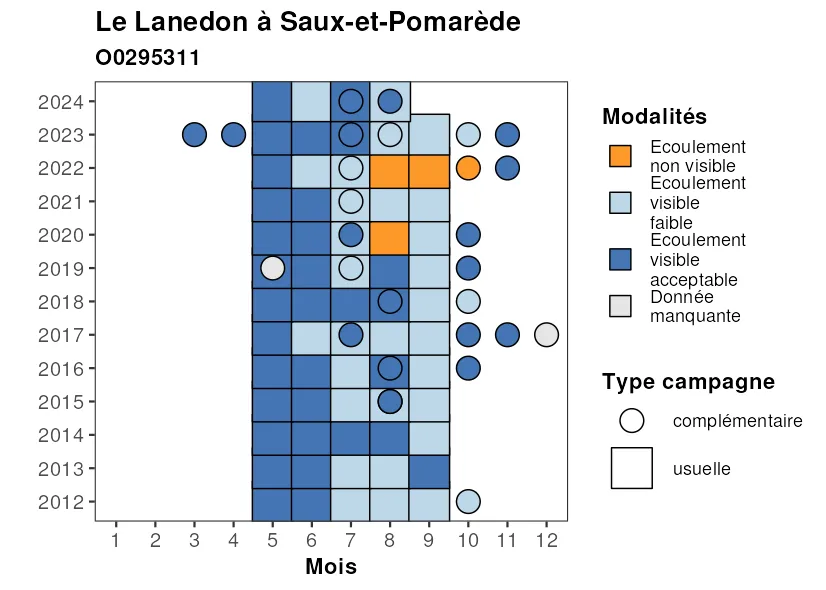 Le Lanedon à Saux-et-Pomarède
O0295311
2024
2023
2022
2021
2020
2019
2018
2017
2016
2015
2014
2013
2012
1 2 3 4 5 6 7 8 9 10 11 12
Mois
Modalités
Ecoulement
non visible
Ecoulement
visible
faible
Ecoulement
visible
acceptable
Donnée
manquante
Type campagne
complémentaire
usuelle